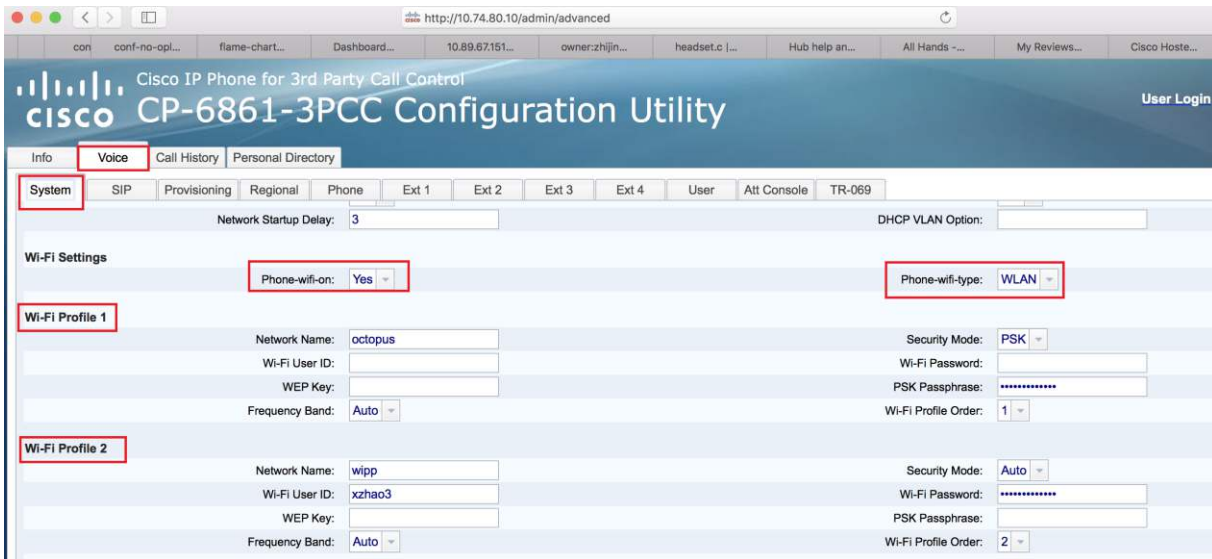 http://10.74.80.10/admin/advanced
con conf-no-opl... flame-chart... Dashboard... 10.89.67.151... owner:zhijin... headset.c |... Hub help an... All Hands –... My Reviews... Cisco Hoste...
Cisco IP Phone for 3rd Party Call Control
cisco CP-6861-3PCC Configuration Utility
User Login
Info Voice Call History Personal Directory
System SIP Provisioning Regional Phone Ext 1 Ext 2 Ext 3 Ext 4 User Att Console TR-069
Network Startup Delay: 3 DHCP VLAN Option:
Wi-Fi Settings
Phone-wifi-on: Yes Phone-wifi-type: WLAN
Wi-Fi Profile 1
Network Name: octopus Security Mode: PSK
Wi-Fi User ID: Wi-Fi Password:
WEP Key: PSK Passphrase: •••••••••••••
Frequency Band: Auto Wi-Fi Profile Order: 1
Wi-Fi Profile 2
Network Name: wipp Security Mode: Auto
Wi-Fi User ID: xzhao3 Wi-Fi Password: •••••••••••••
WEP Key: PSK Passphrase:
Frequency Band: Auto Wi-Fi Profile Order: 2